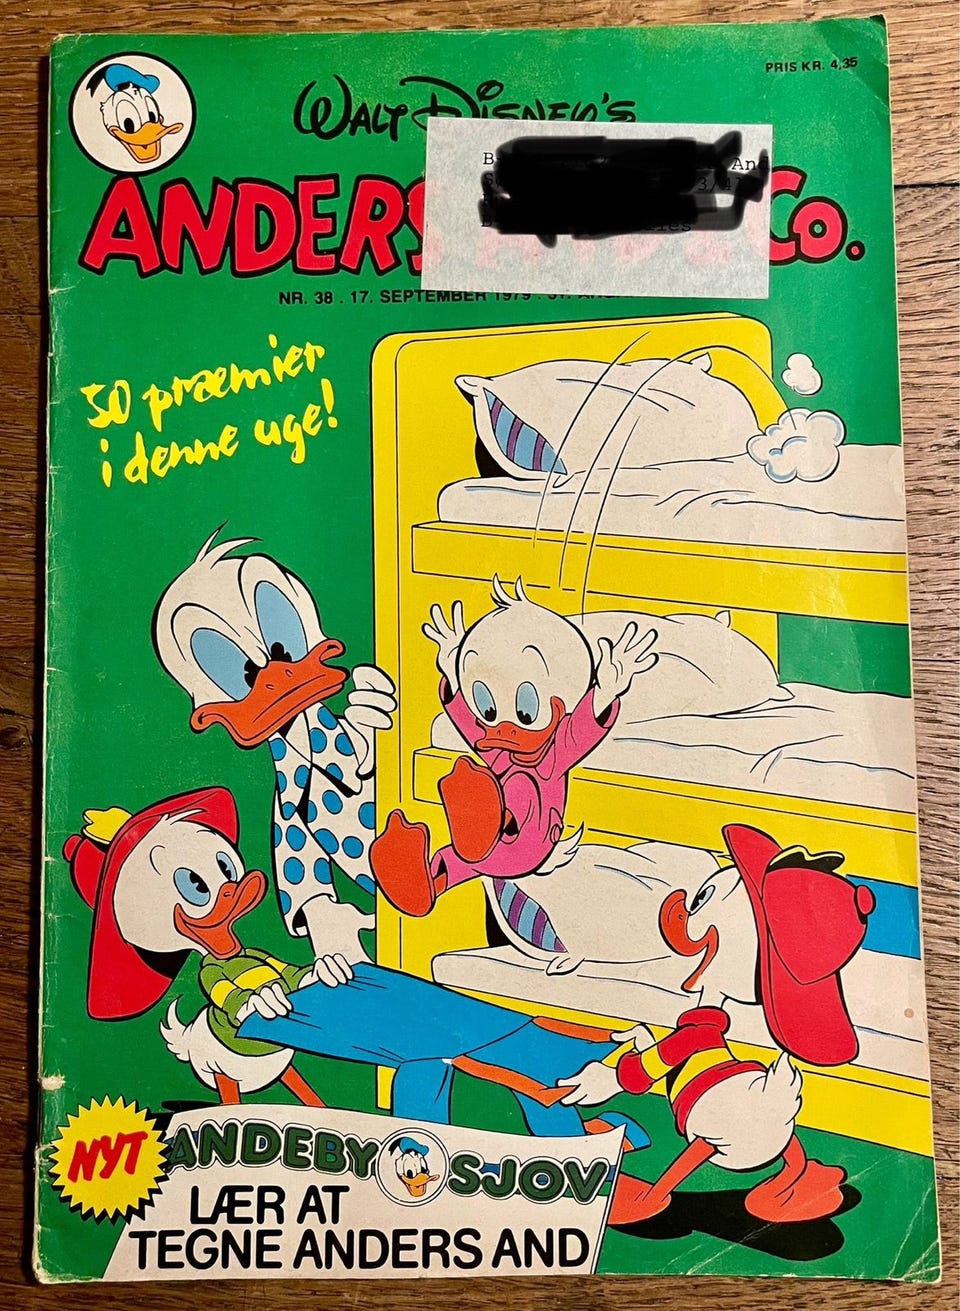 PRIS KR. 4,35
WALT DISNEY'S
And
ANDERS Co.
NR. 38 . 17. SEPTEMBER 1979 .
50 præmier
i denne uge!
NYT
ANDEBY SJOV
LÆR AT
TEGNE ANDERS AND